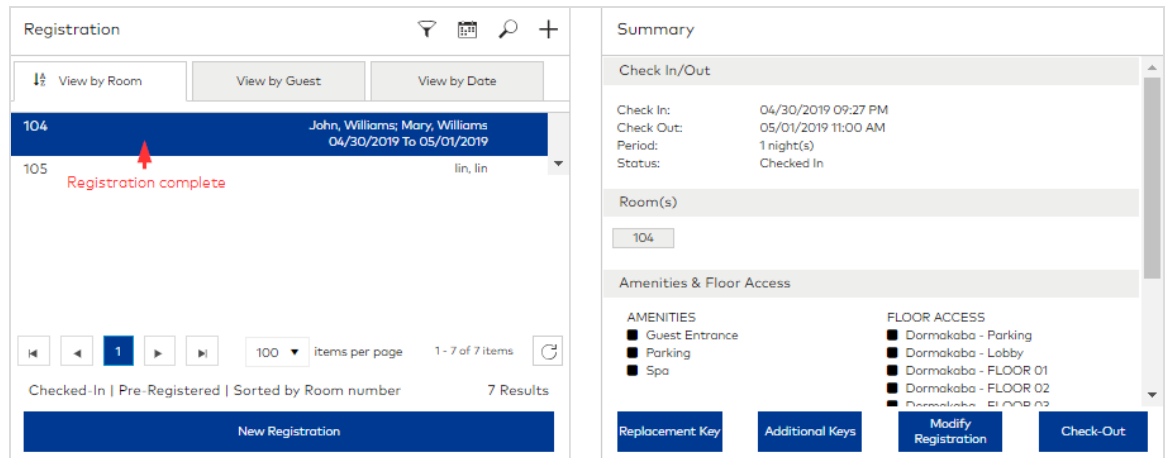 Registration
View by Room
View by Guest
View by Date
104
John, Williams; Mary, Williams
04/30/2019 To 05/01/2019
105
lin, lin
Registration complete
1
100
items per page
1 - 7 of 7 items
Checked-In | Pre-Registered | Sorted by Room number
7 Results
New Registration
Summary
Check In/Out
Check In: 04/30/2019 09:27 PM
Check Out: 05/01/2019 11:00 AM
Period: 1 night(s)
Status: Checked In
Room(s)
104
Amenities & Floor Access
AMENITIES
Guest Entrance
Parking
Spa
FLOOR ACCESS
Dormakaba - Parking
Dormakaba - Lobby
Dormakaba - FLOOR 01
Dormakaba - FLOOR 02
Dormakaba - FLOOR 03
Replacement Key
Additional Keys
Modify
Registration
Check-Out